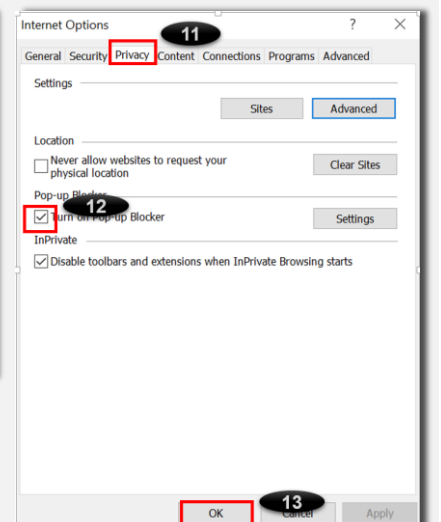 Internet Options ? ×
11
General Security Privacy Content Connections Programs Advanced
Settings
Sites Advanced
Location
Never allow websites to request your
physical location
Clear Sites
Pop-up Blocker
12
Turn on Pop-up Blocker
Settings
InPrivate
Disable toolbars and extensions when InPrivate Browsing starts
13
OK Cancel Apply